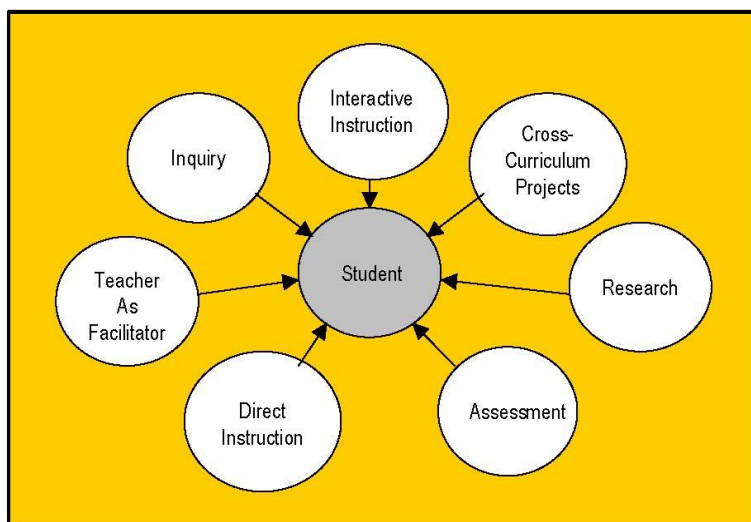 Interactive
Instruction
Cross-
Curriculum
Projects
Inquiry
Student
Research
Teacher
As
Facilitator
Direct
Instruction
Assessment